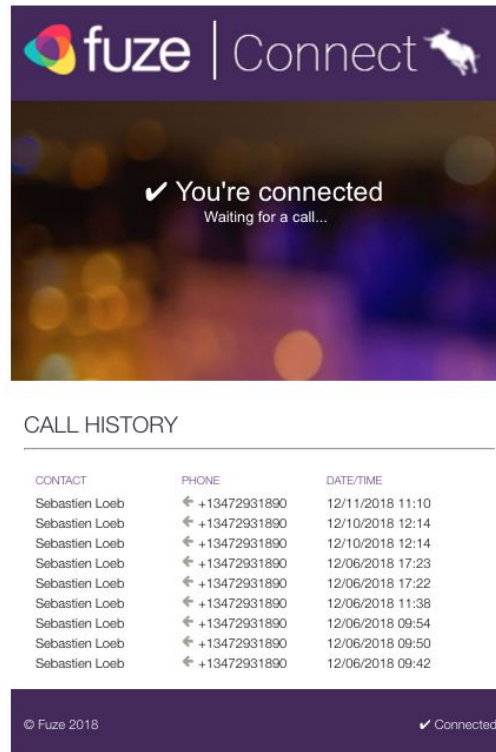 fuze | Connect
✔ You're connected
Waiting for a call...
CALL HISTORY
CONTACT PHONE DATE/TIME
Sebastien Loeb +13472931890 12/11/2018 11:10
Sebastien Loeb +13472931890 12/10/2018 12:14
Sebastien Loeb +13472931890 12/10/2018 12:14
Sebastien Loeb +13472931890 12/06/2018 17:23
Sebastien Loeb +13472931890 12/06/2018 17:22
Sebastien Loeb +13472931890 12/06/2018 11:38
Sebastien Loeb +13472931890 12/06/2018 09:54
Sebastien Loeb +13472931890 12/06/2018 09:50
Sebastien Loeb +13472931890 12/06/2018 09:42
© Fuze 2018 ✔ Connected